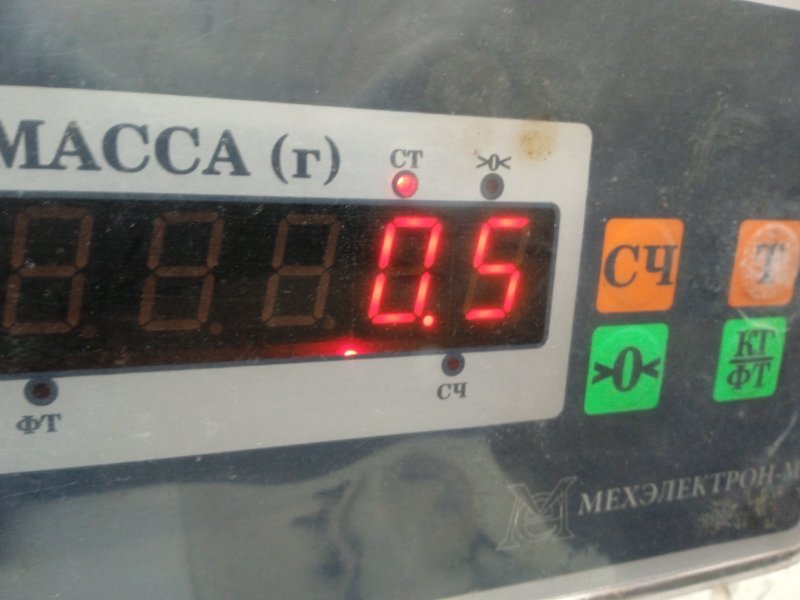 МАССА (г)
СТ
>0<
0.5
СЧ
Т
>0<
КТ
ФТ
ФТ
СЧ
МЕХЭЛЕКТРОН-М